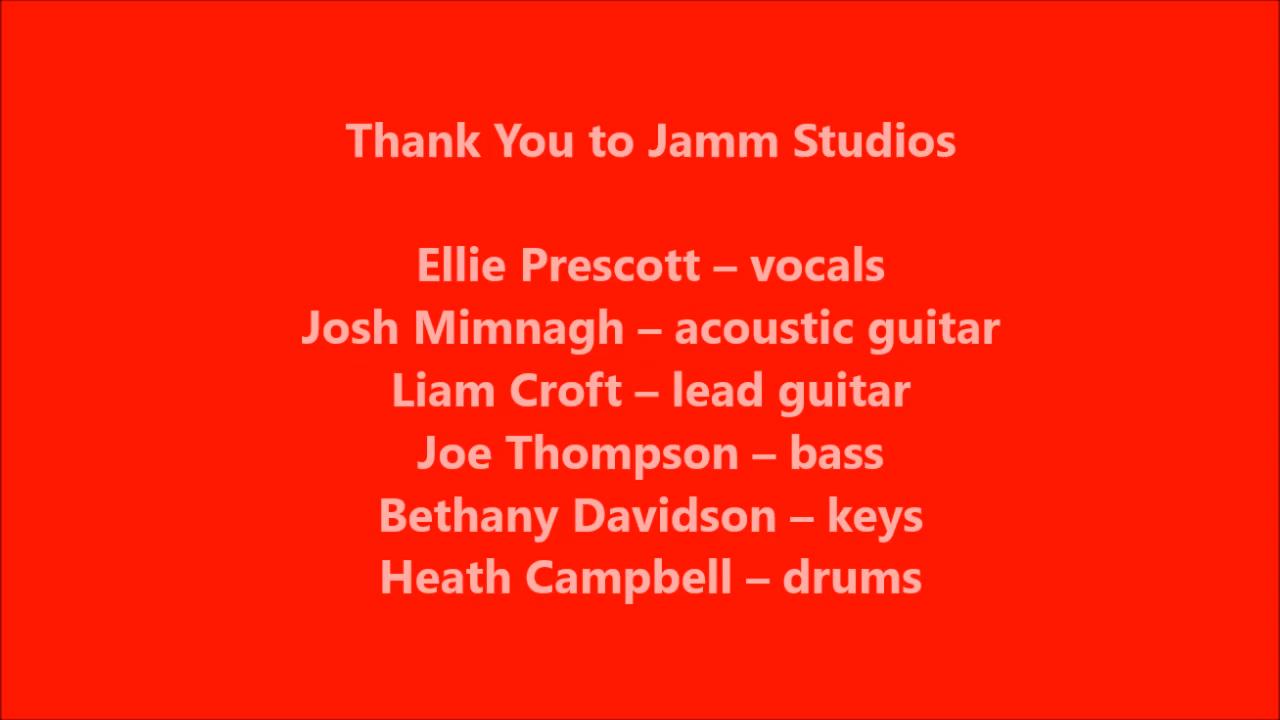 Thank You to Jamm Studios
Ellie Prescott – vocals
Josh Mimnagh – acoustic guitar
Liam Croft – lead guitar
Joe Thompson – bass
Bethany Davidson – keys
Heath Campbell – drums